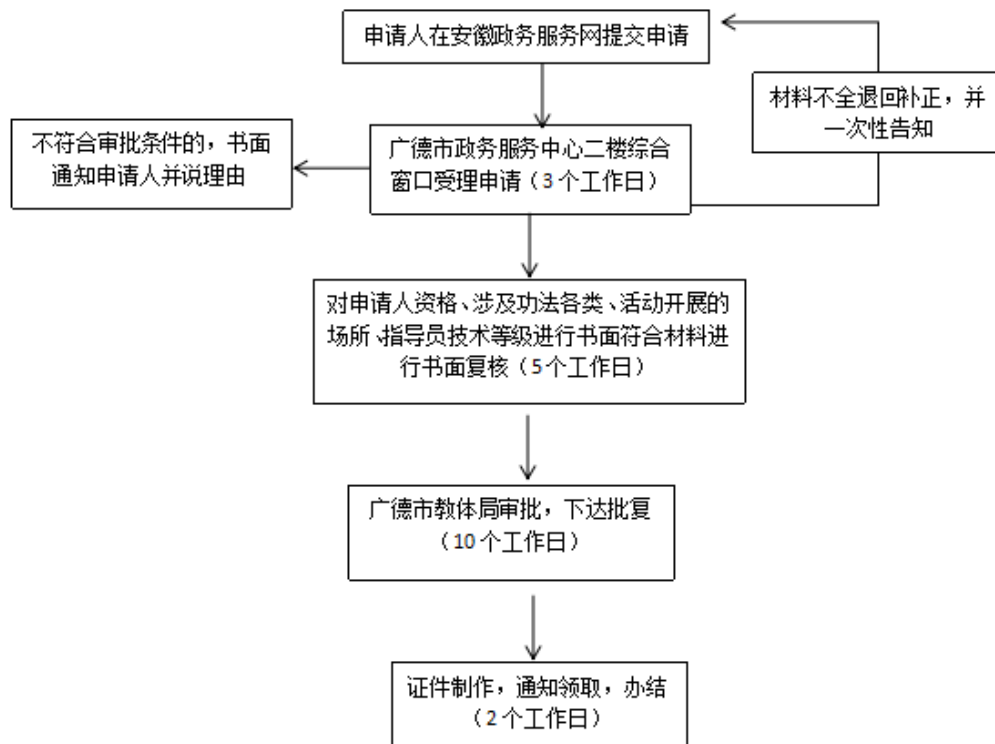 申请人在安徽政务服务网提交申请
材料不全退回补正，并
一次性告知
不符合审批条件的，书面
通知申请人并说理由
广德市政务服务中心二楼综合
窗口受理申请（3个工作日）
对申请人资格、涉及功法各类、活动开展的
场所、指导员技术等级进行书面符合材料进
行书面复核（5个工作日）
广德市教体局审批，下达批复
（10个工作日）
证件制作，通知领取，办结
（2个工作日）